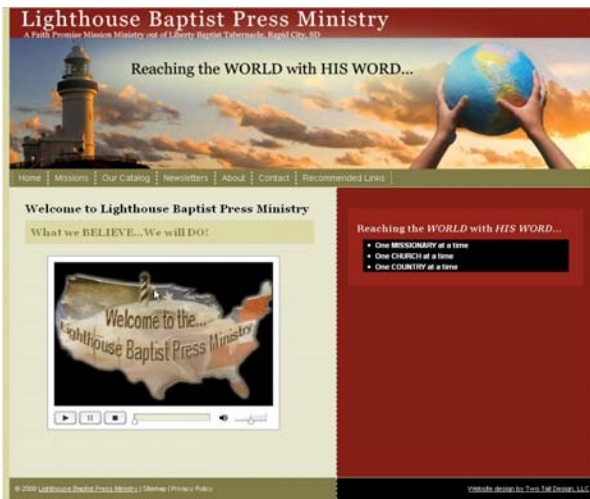 Lighthouse Baptist Press Ministry
A Faith Promise Mission Ministry out of Liberty Baptist Tabernacle, Rapid City, SD
Reaching the WORLD with HIS WORD...
Home Missions Our Catalog Newsletters About Contact Recommended Links
Welcome to Lighthouse Baptist Press Ministry
What we BELIEVE...We will DO!
Welcome to the...
Lighthouse Baptist Press Ministry
Reaching the WORLD with HIS WORD...
• One MISSIONARY at a time
• One CHURCH at a time
• One COUNTRY at a time
© 2008 Lighthouse Baptist Press Ministry | Sitemap | Privacy Policy
Website design by Two Tall Design, LLC